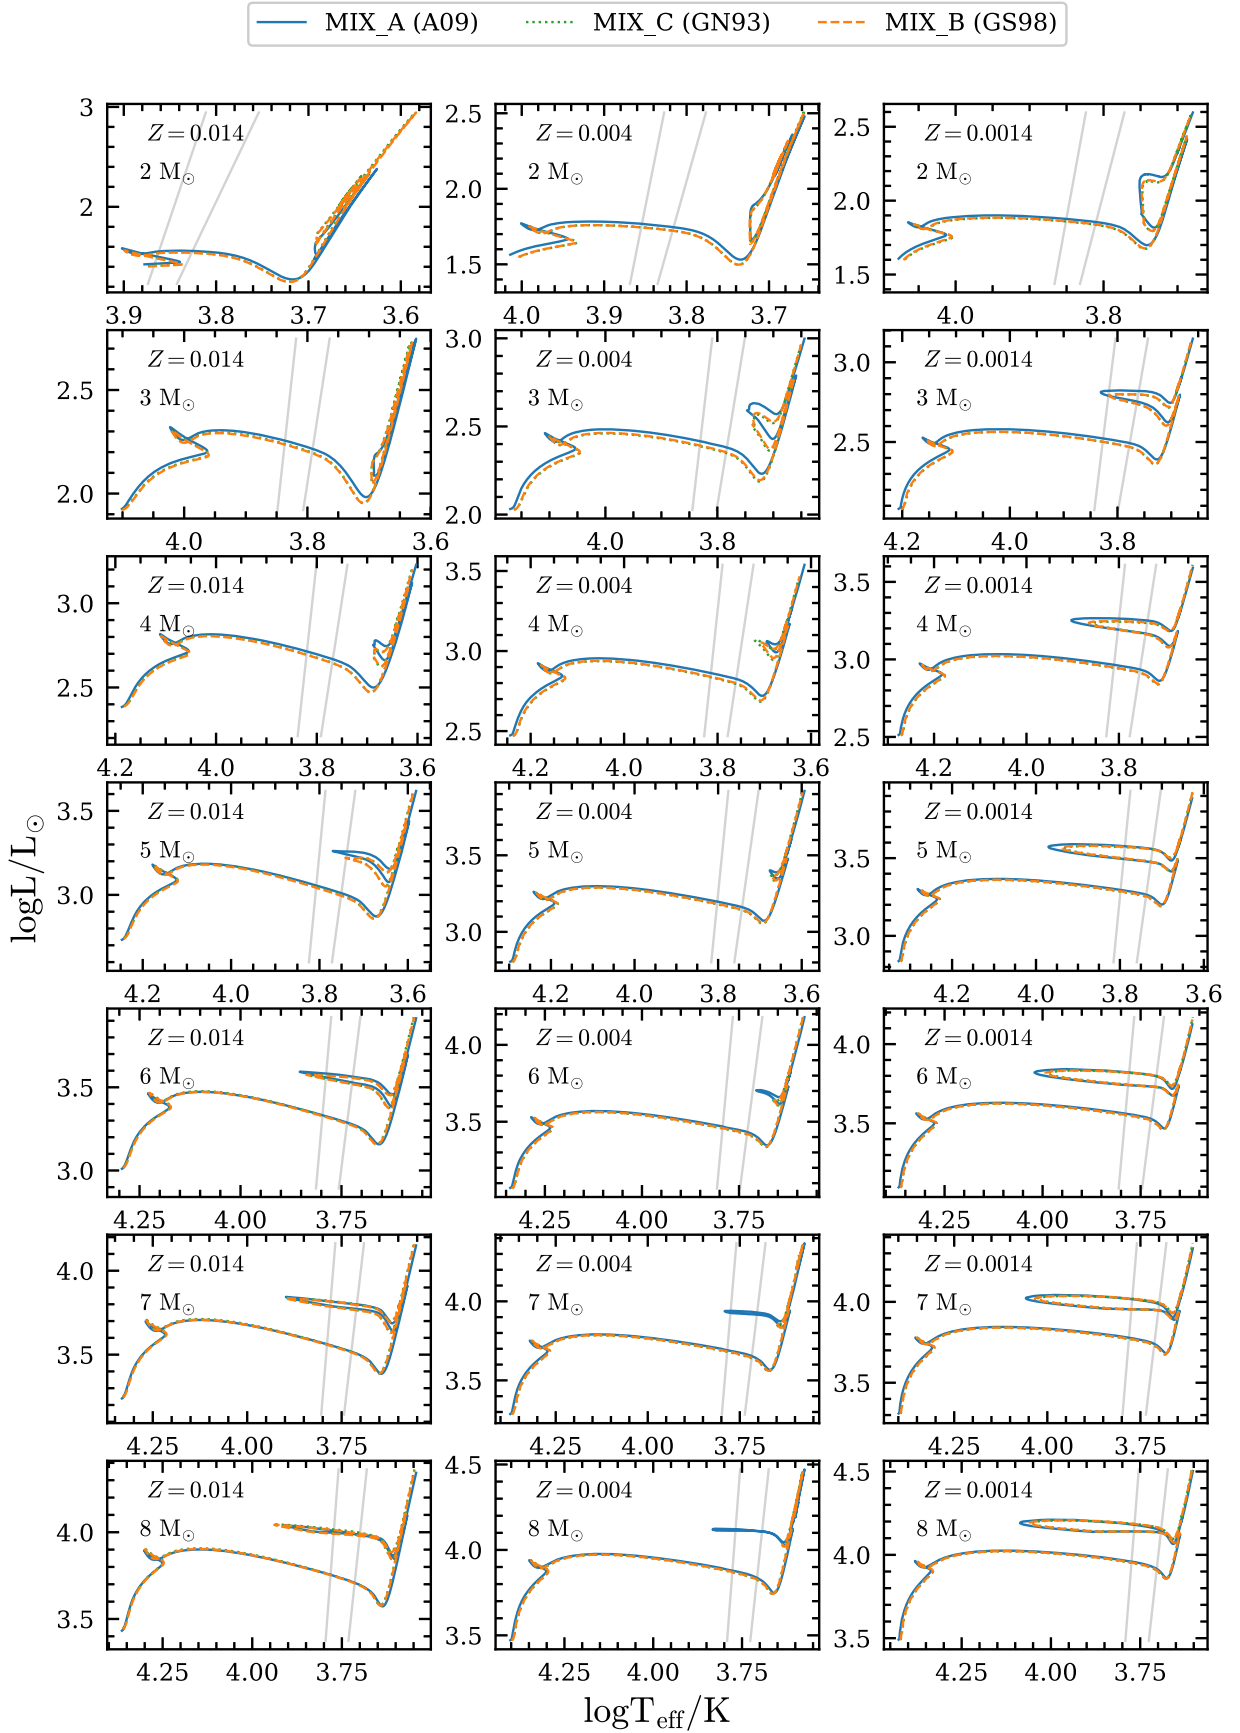 MIX_A (A09) MIX_C (GN93) MIX_B (GS98)
Z = 0.014 Z = 0.004 Z = 0.0014
2 M⊙ 2 M⊙ 2 M⊙
3 2 2.5 2.0 1.5 2.5 2.0 1.5
3.9 3.8 3.7 3.6 4.0 3.9 3.8 3.7 4.0 3.8
Z = 0.014 Z = 0.004 Z = 0.0014
3 M⊙ 3 M⊙ 3 M⊙
2.5 2.0 3.0 2.5 2.0 3.0 2.5
4.0 3.8 3.6 4.0 3.8 4.2 4.0 3.8
Z = 0.014 Z = 0.004 Z = 0.0014
4 M⊙ 4 M⊙ 4 M⊙
3.0 2.5 3.5 3.0 2.5 3.5 3.0 2.5
4.2 4.0 3.8 3.6 4.2 4.0 3.8 3.6 4.2 4.0 3.8
logL/L⊙
Z = 0.014 Z = 0.004 Z = 0.0014
5 M⊙ 5 M⊙ 5 M⊙
3.5 3.0 3.5 3.0 3.5 3.0
4.2 4.0 3.8 3.6 4.2 4.0 3.8 3.6 4.2 4.0 3.8 3.6
Z = 0.014 Z = 0.004 Z = 0.0014
6 M⊙ 6 M⊙ 6 M⊙
3.5 3.0 4.0 3.5 4.0 3.5
4.25 4.00 3.75 4.25 4.00 3.75 4.25 4.00 3.75
Z = 0.014 Z = 0.004 Z = 0.0014
7 M⊙ 7 M⊙ 7 M⊙
4.0 3.5 4.0 3.5 4.0 3.5
4.25 4.00 3.75 4.25 4.00 3.75 4.25 4.00 3.75
Z = 0.014 Z = 0.004 Z = 0.0014
8 M⊙ 8 M⊙ 8 M⊙
4.0 3.5 4.5 4.0 3.5 4.5 4.0 3.5
4.25 4.00 3.75 4.25 4.00 3.75 4.25 4.00 3.75
logT_eff/K